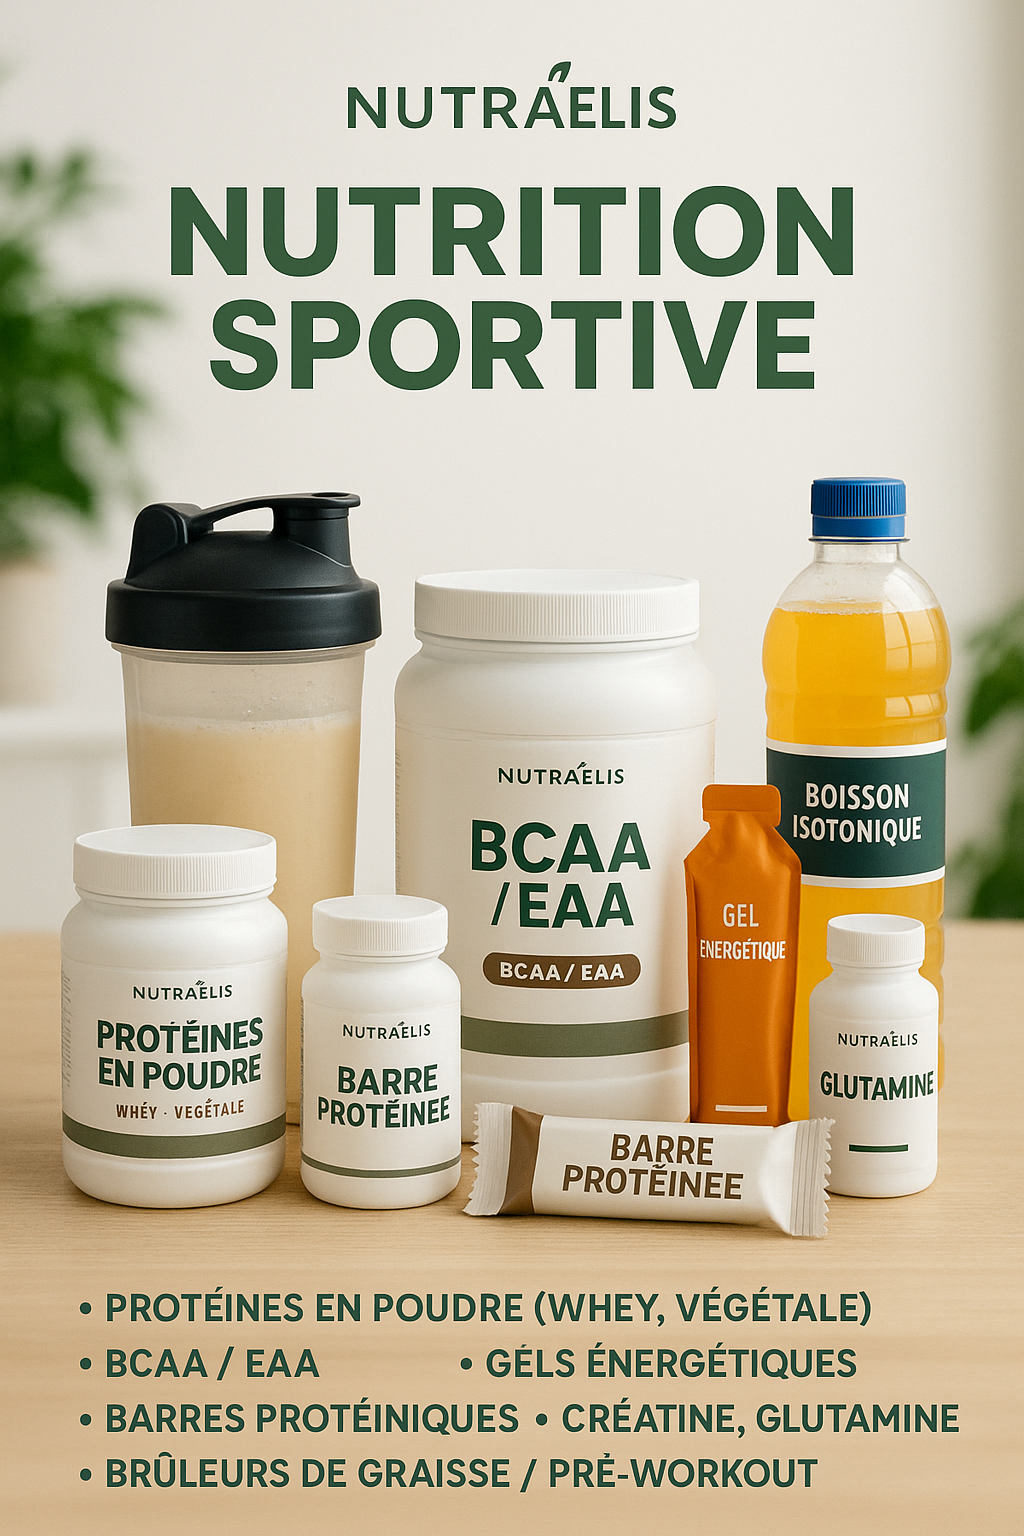 NUTRAELIS
NUTRITION
SPORTIVE
NUTRAELIS
BCAA
/EAA
BCAA / EAA
BOISSON
ISOTONIQUE
GEL
ENERGÉTIQUE
NUTRAELIS
PROTÉINES
EN POUDRE
WHÉY · VEGÉTALE
NUTRAELIS
BARRE
PROTÉINEE
BARRE
PROTÉINEE
NUTRAELIS
GLUTAMINE
• PROTÉINES EN POUDRE (WHEY, VÉGÉTALE)
• BCAA / EAA • GÉLS ÉNERGÉTIQUES
• BARRES PROTÉINIQUES • CRÉATINE, GLUTAMINE
• BRÛLEURS DE GRAISSE / PRÉ-WORKOUT